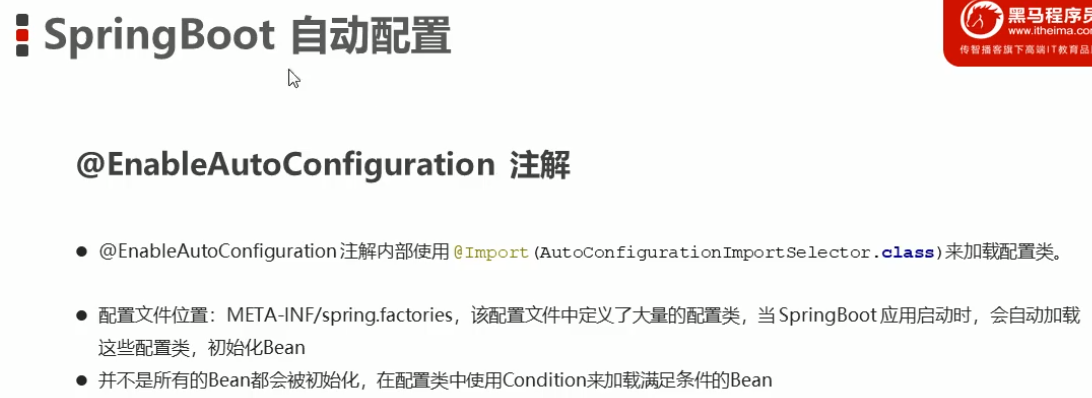 SpringBoot 自动配置
黑马程序员
www.itheima.com
传智播客旗下高端IT教育品
@EnableAutoConfiguration 注解
@EnableAutoConfiguration 注解内部使用 @Import(AutoConfigurationImportSelector.class)来加载配置类。
配置文件位置：META-INF/spring.factories，该配置文件中定义了大量的配置类，当 SpringBoot 应用启动时，会自动加载
这些配置类，初始化Bean
并不是所有的Bean都会被初始化，在配置类中使用Condition来加载满足条件的Bean